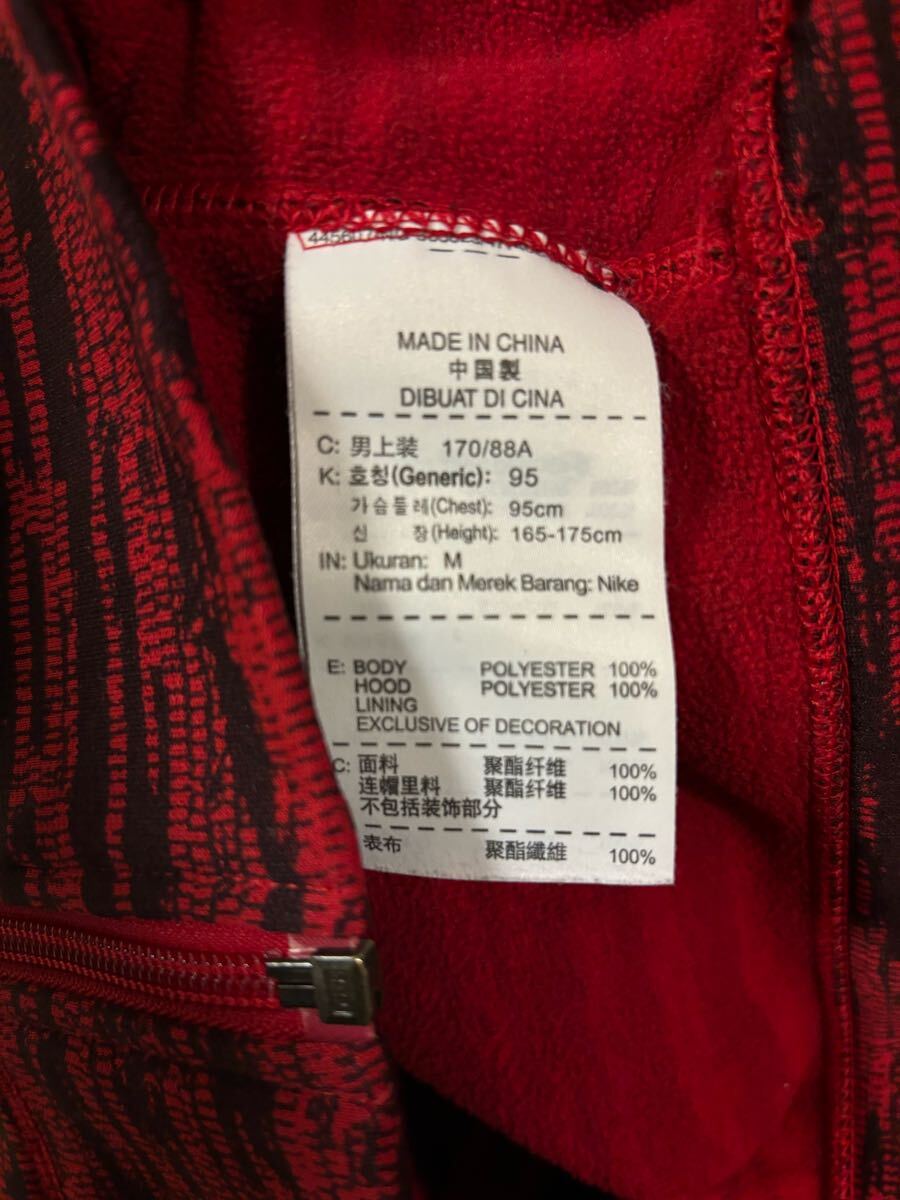 MADE IN CHINA
中国製
DIBUAT DI CINA
C: 男上装 170/88A
K: 호칭(Generic): 95
가슴둘레(Chest): 95cm
신 장(Height): 165-175cm
IN: Ukuran: M
Nama dan Merek Barang: Nike
E: BODY POLYESTER 100%
HOOD POLYESTER 100%
LINING
EXCLUSIVE OF DECORATION
C: 面料 聚酯纤维 100%
连帽里料 聚酯纤维 100%
不包括装饰部分
表布 聚酯纖維 100%